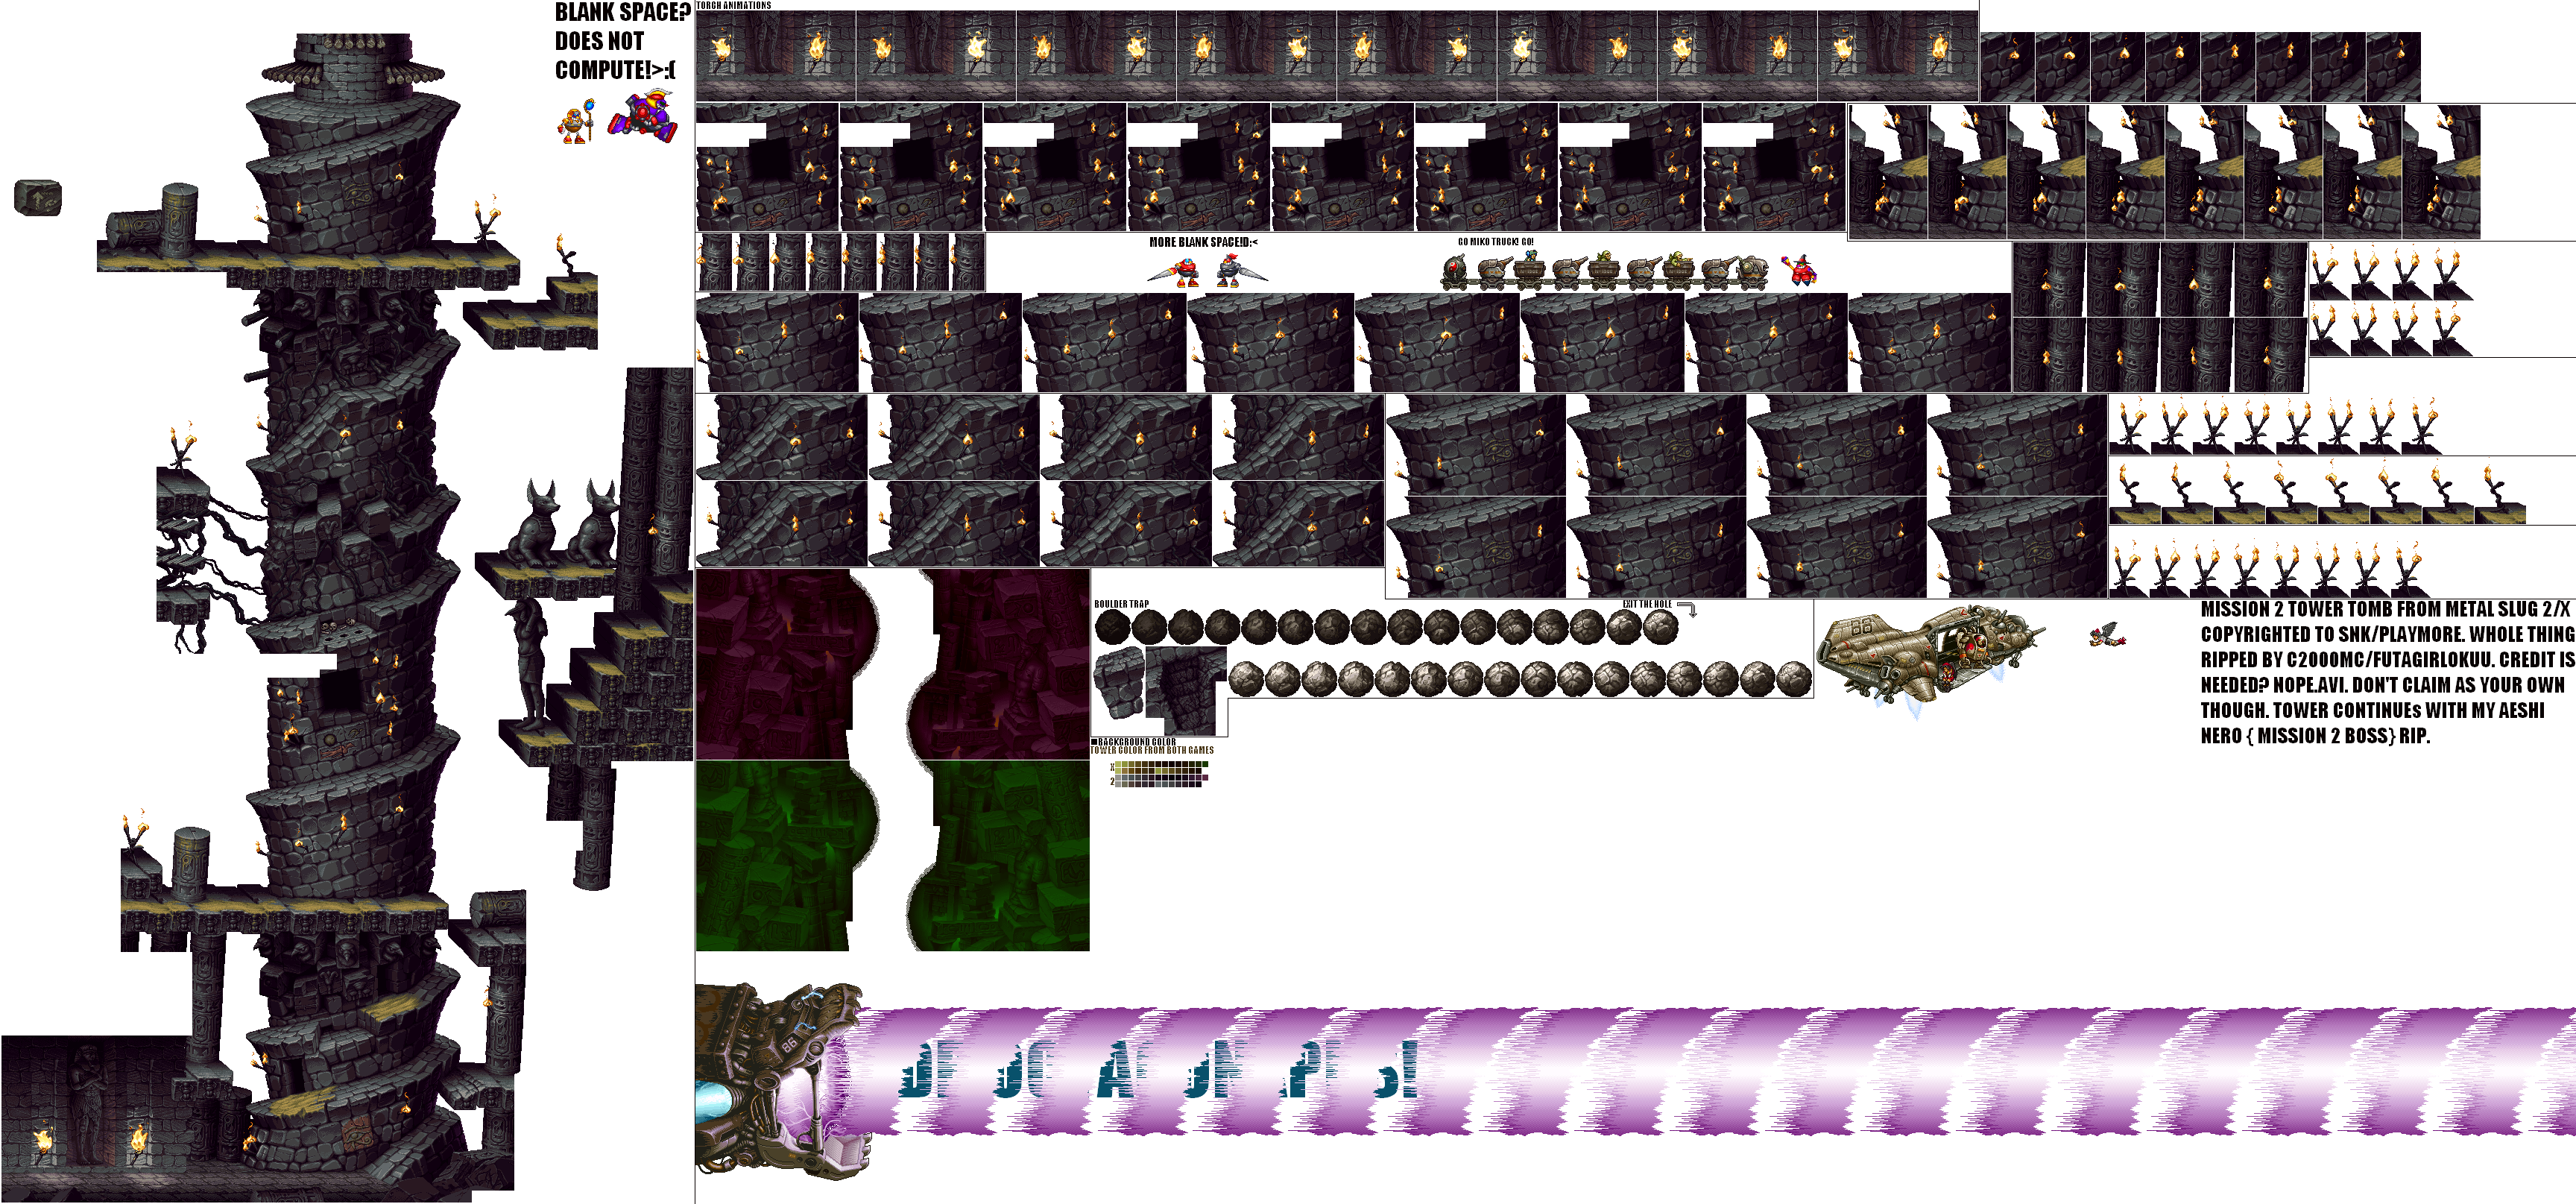 BLANK SPACE?
DOES NOT
COMPUTE!>:(
TORCH ANIMATIONS
MORE BLANK SPACE!D:<
GO MIKO TRUCK! GO!
BOULDER TRAP
EXIT THE HOLE
BACKGROUND COLOR
TOWER COLOR FROM BOTH GAMES
X
2
MISSION 2 TOWER TOMB FROM METAL SLUG 2/X
COPYRIGHTED TO SNK/PLAYMORE. WHOLE THING
RIPPED BY C2000MC/FUTAGIRLOKUU. CREDIT IS
NEEDED? NOPE.AVI. DON'T CLAIM AS YOUR OWN
THOUGH. TOWER CONTINUEs WITH MY AESHI
NERO { MISSION 2 BOSS} RIP.